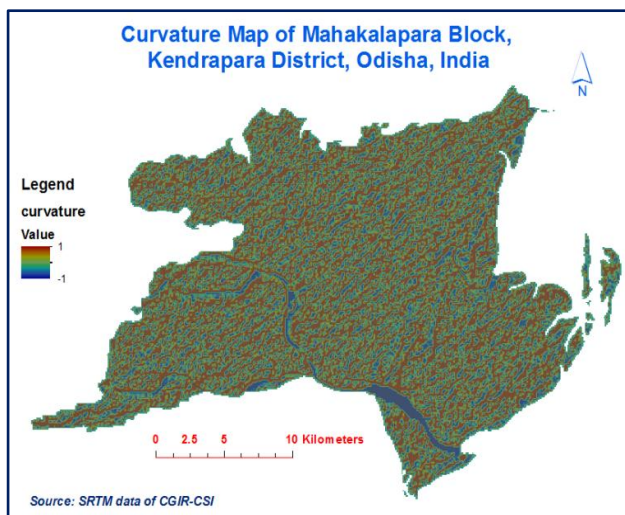 Curvature Map of Mahakalapara Block,
Kendrapara District, Odisha, India
N
Legend
curvature
Value
1
-1
0 2.5 5 10 Kilometers
Source: SRTM data of CGIR-CSI